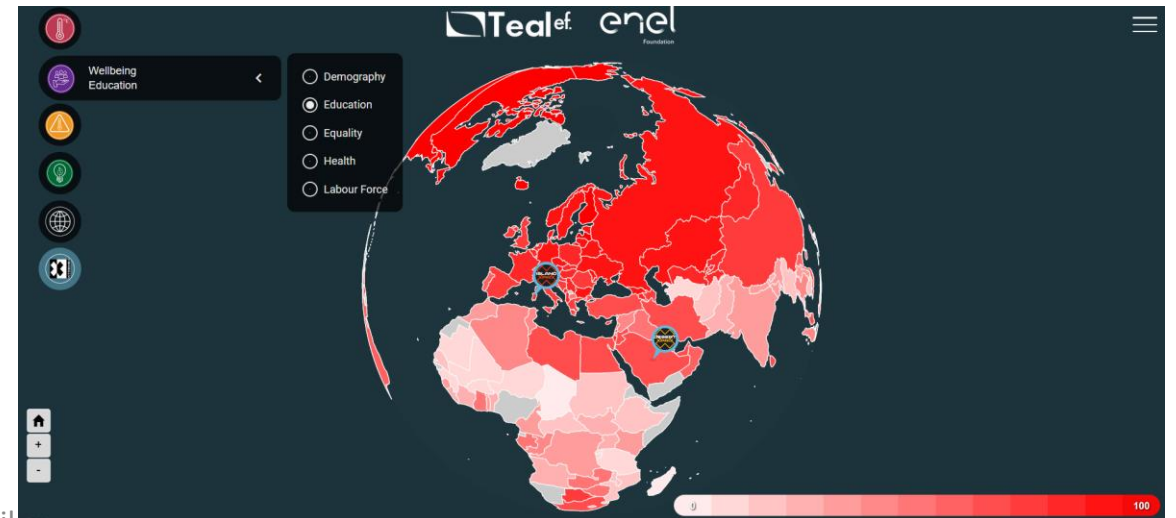 Teal ef.
enel
Foundation
Wellbeing
Education
Demography
Education
Equality
Health
Labour Force
+
-
0
100